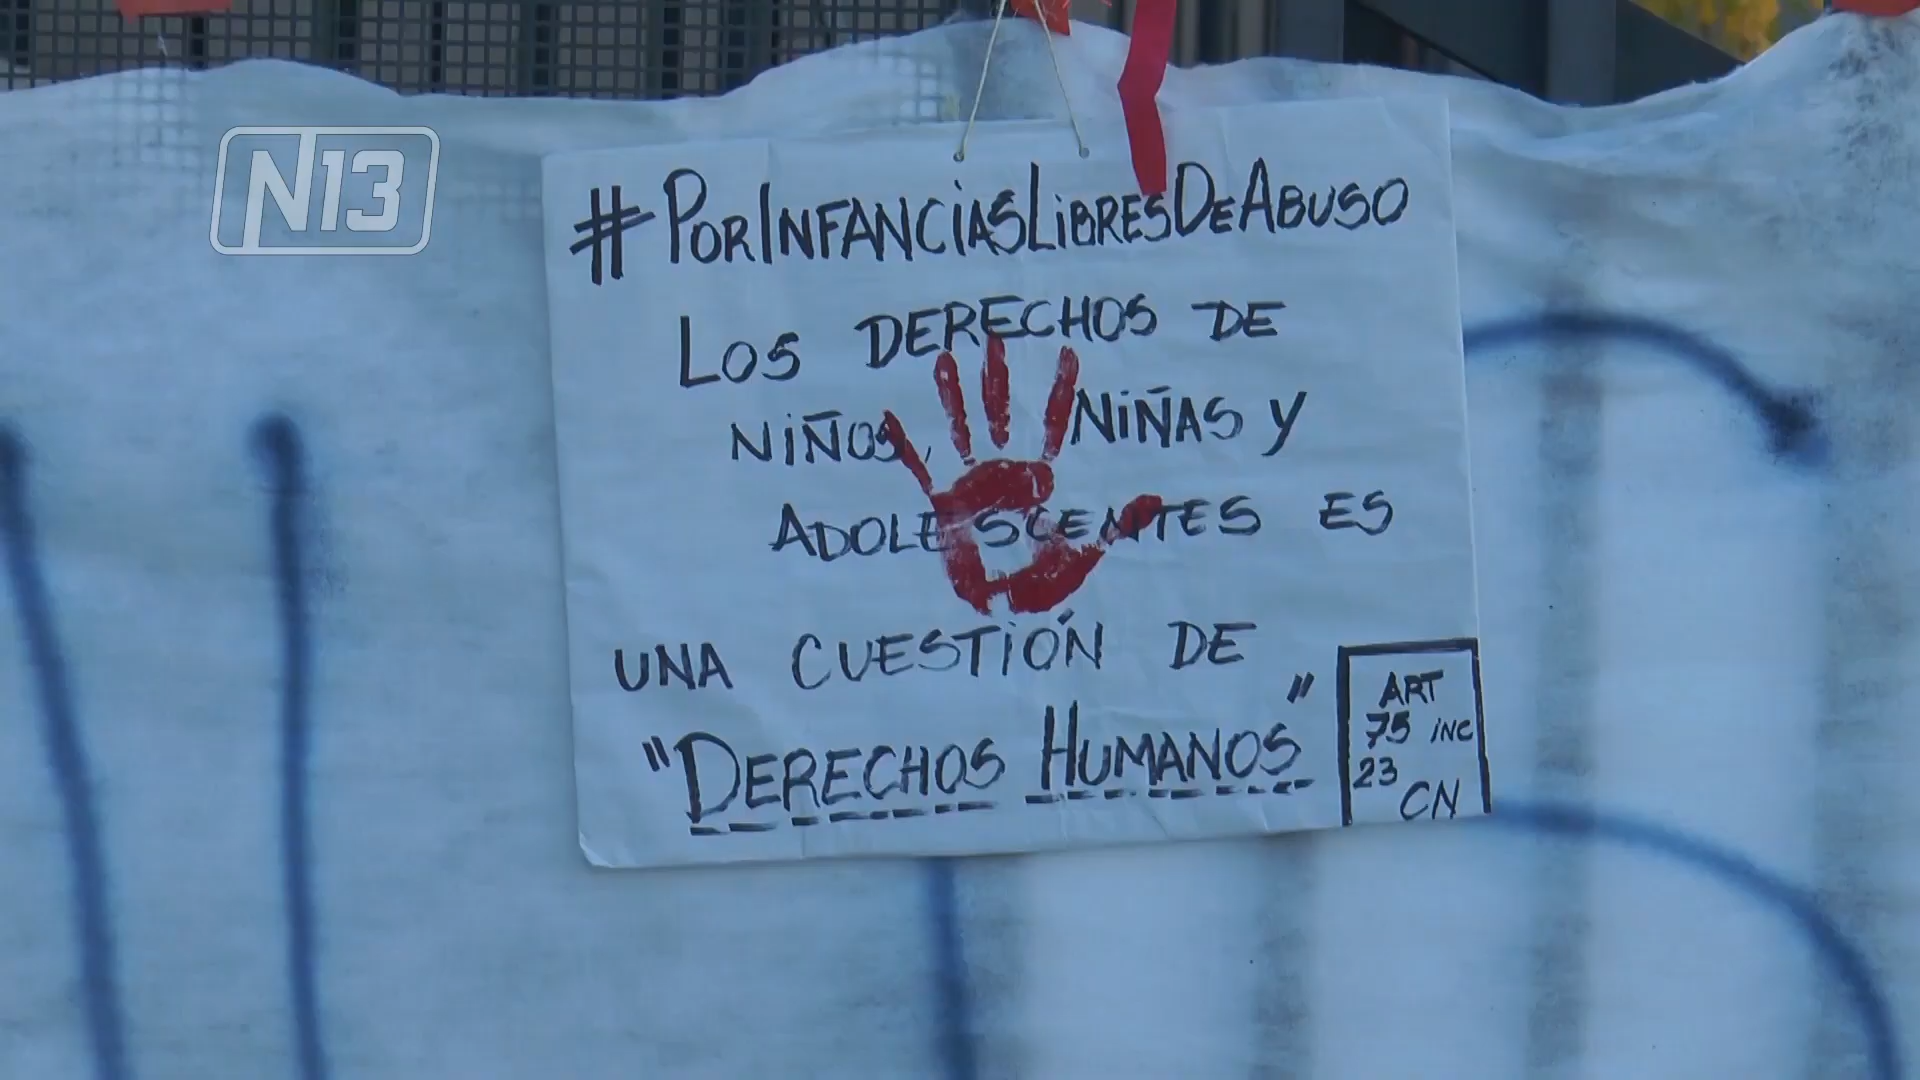 N13
#PorInfanciasLibresDeAbuso
Los DERECHOS DE
NIÑOS, NIÑAS Y
ADOLESCENTES ES
UNA CUESTIÓN DE
"DERECHOS HUMANOS"
ART
75 inc
23
CN